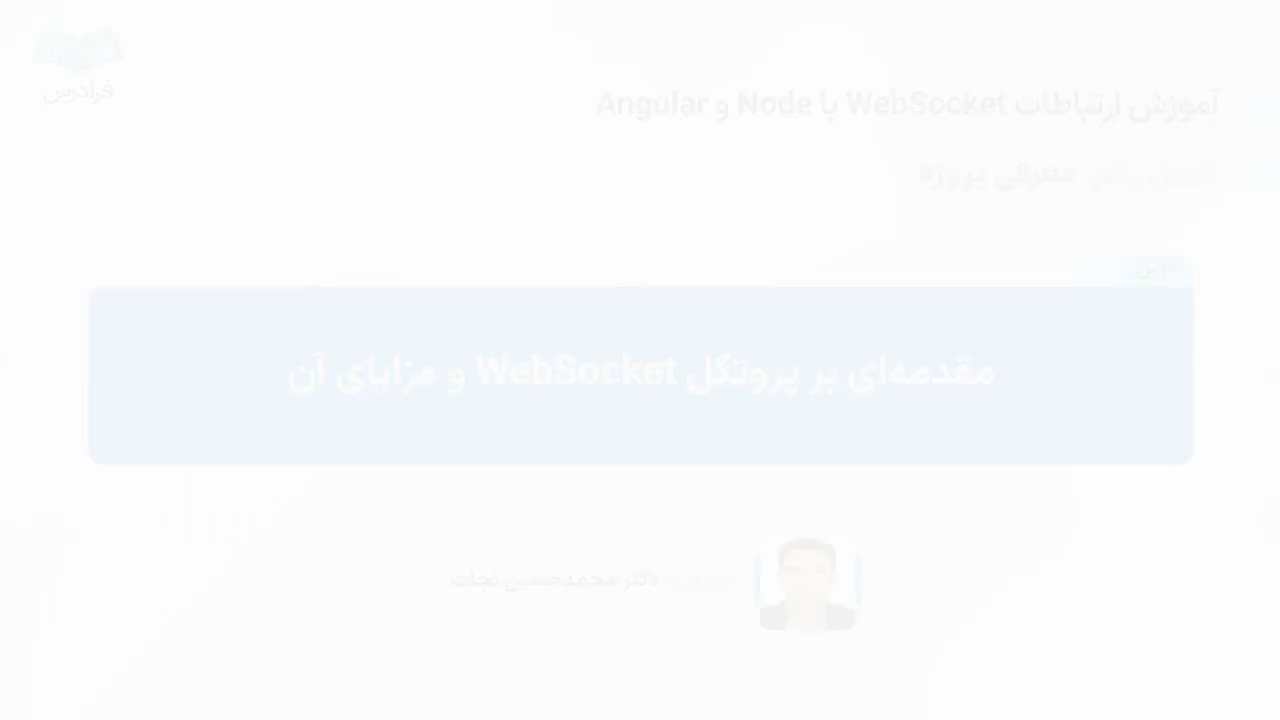 فرادرس
آموزش ارتباطات WebSocket با Node و Angular
معرفی پروژه
درس
مقدمه‌ای بر پروتکل WebSocket و مزایای آن
دکتر محمدحسین نجات